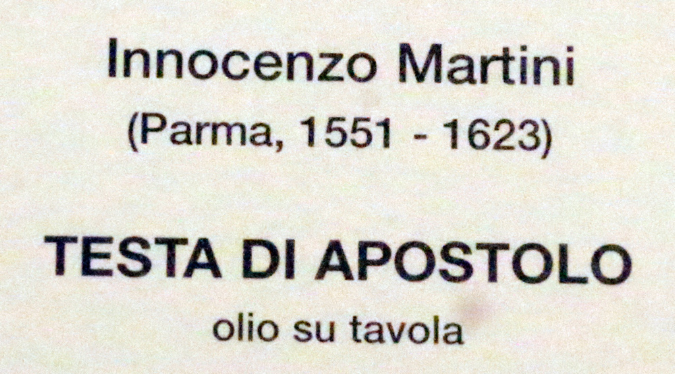 Innocenzo Martini
(Parma, 1551 - 1623)
TESTA DI APOSTOLO
olio su tavola